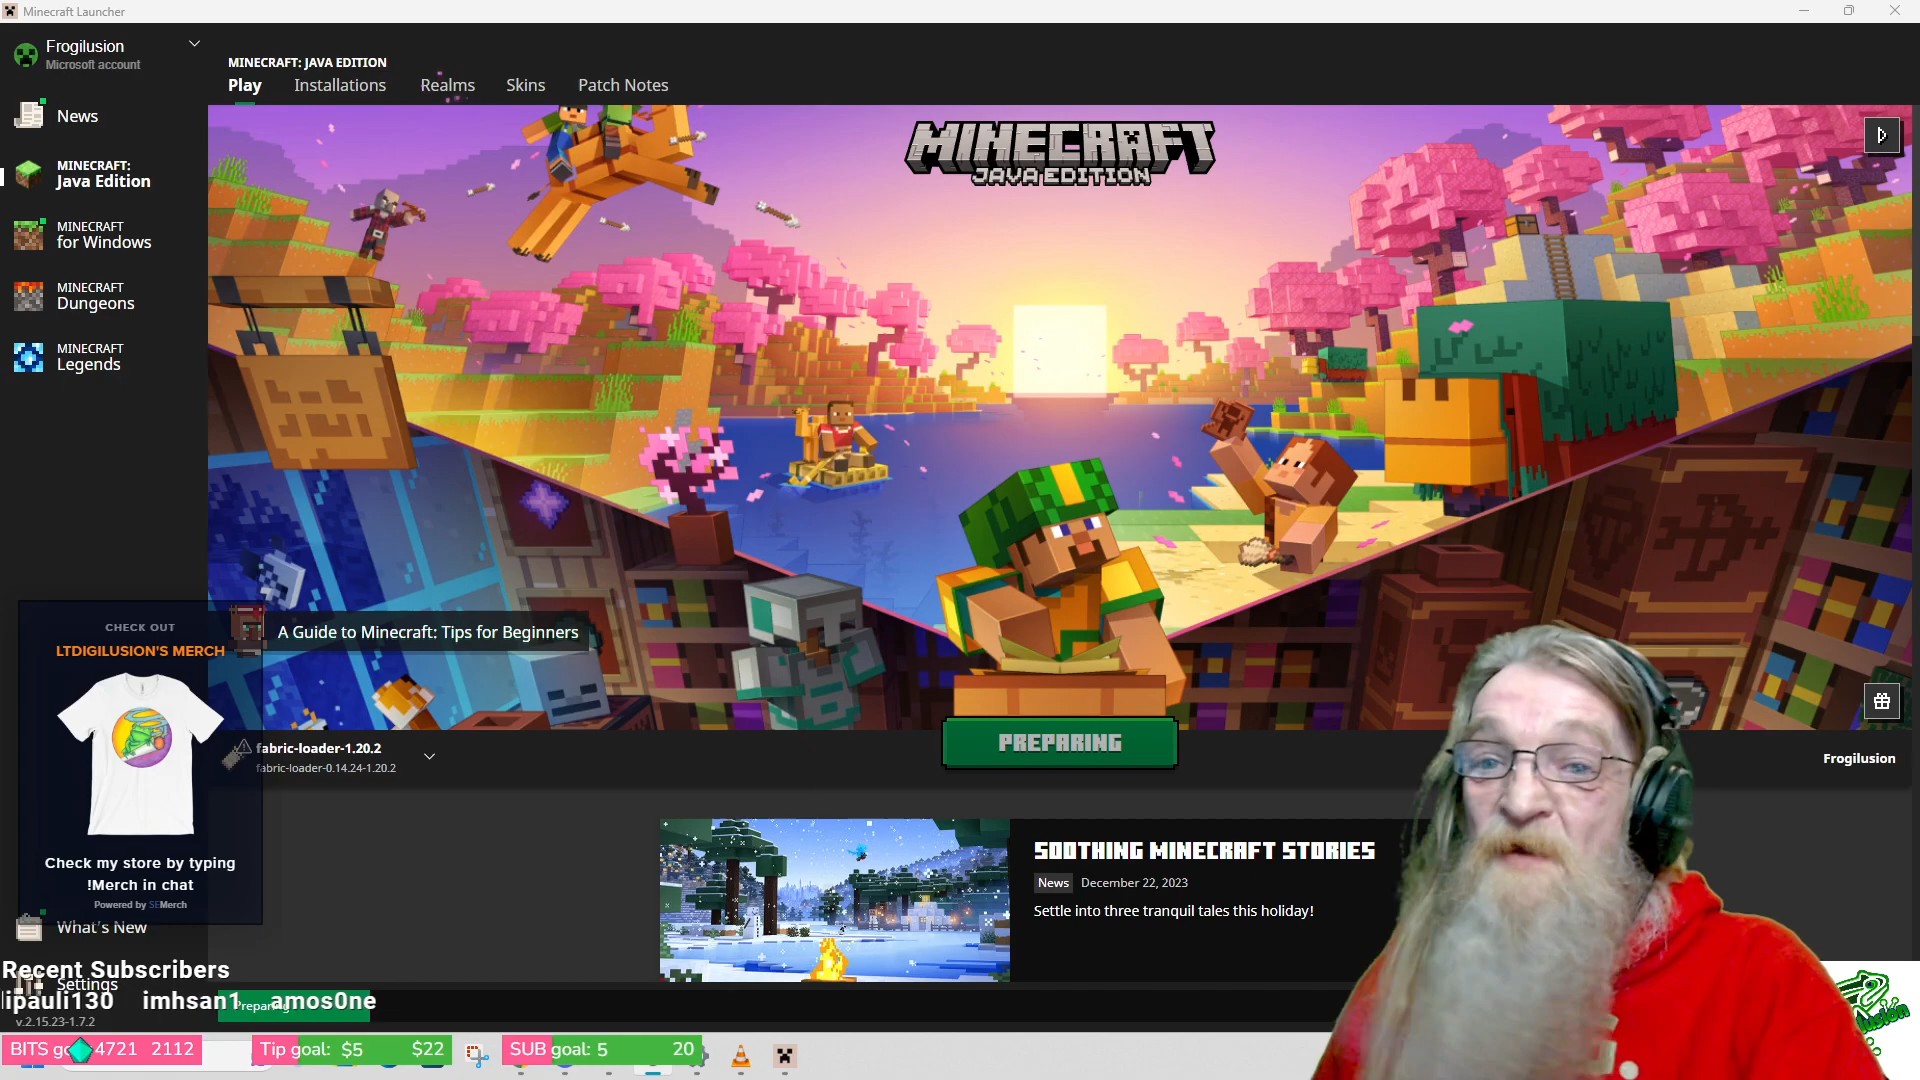 Minecraft Launcher
Frogilusion
Microsoft account
MINECRAFT: JAVA EDITION
Play
Installations
Realms
Skins
Patch Notes
News
MINECRAFT:
Java Edition
MINECRAFT
for Windows
MINECRAFT
Dungeons
MINECRAFT
Legends
MINECRAFT
JAVA EDITION
A Guide to Minecraft: Tips for Beginners
CHECK OUT
LTDIGILUSION'S MERCH
Check my store by typing
!Merch in chat
Powered by SEMerch
fabric-loader-1.20.2
fabric-loader-0.14.24-1.20.2
PREPARING
Frogilusion
SOOTHING MINECRAFT STORIES
News
December 22, 2023
Settle into three tranquil tales this holiday!
What's New
Settings
Recent Subscribers
lipauli130 imhsan1 amos0ne
Preparing
v.2.15.23-1.7.2
BITS 4721 2112
Tip goal: $5 $22
SUB goal: 5 20